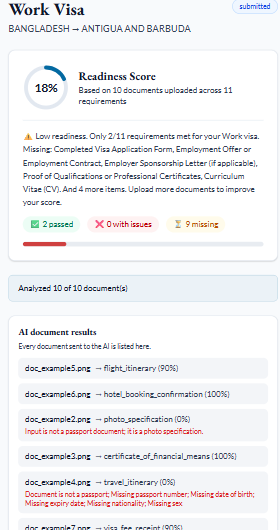 Work Visa
submitted
BANGLADESH → ANTIGUA AND BARBUDA
18%
Readiness Score
Based on 10 documents uploaded across 11
requirements
⚠️ Low readiness. Only 2/11 requirements met for your Work visa.
Missing: Completed Visa Application Form, Employment Offer or
Employment Contract, Employer Sponsorship Letter (if applicable),
Proof of Qualifications or Professional Certificates, Curriculum
Vitae (CV). And 4 more items. Upload more documents to improve
your score.
✅ 2 passed
❌ 0 with issues
⏳ 9 missing
Analyzed 10 of 10 document(s)
AI document results
Every document sent to the AI is listed here.
doc_example5.png → flight_itinerary (90%)
doc_example6.png → hotel_booking_confirmation (100%)
doc_example2.png → photo_specification (0%)
Input is not a passport document; it is a photo specification.
doc_example3.png → certificate_of_financial_means (100%)
doc_example4.png → travel_itinerary (0%)
Document is not a passport; Missing passport number; Missing date of birth;
Missing expiry date; Missing nationality; Missing sex
doc_example7.png → visa_fee_receipt (90%)